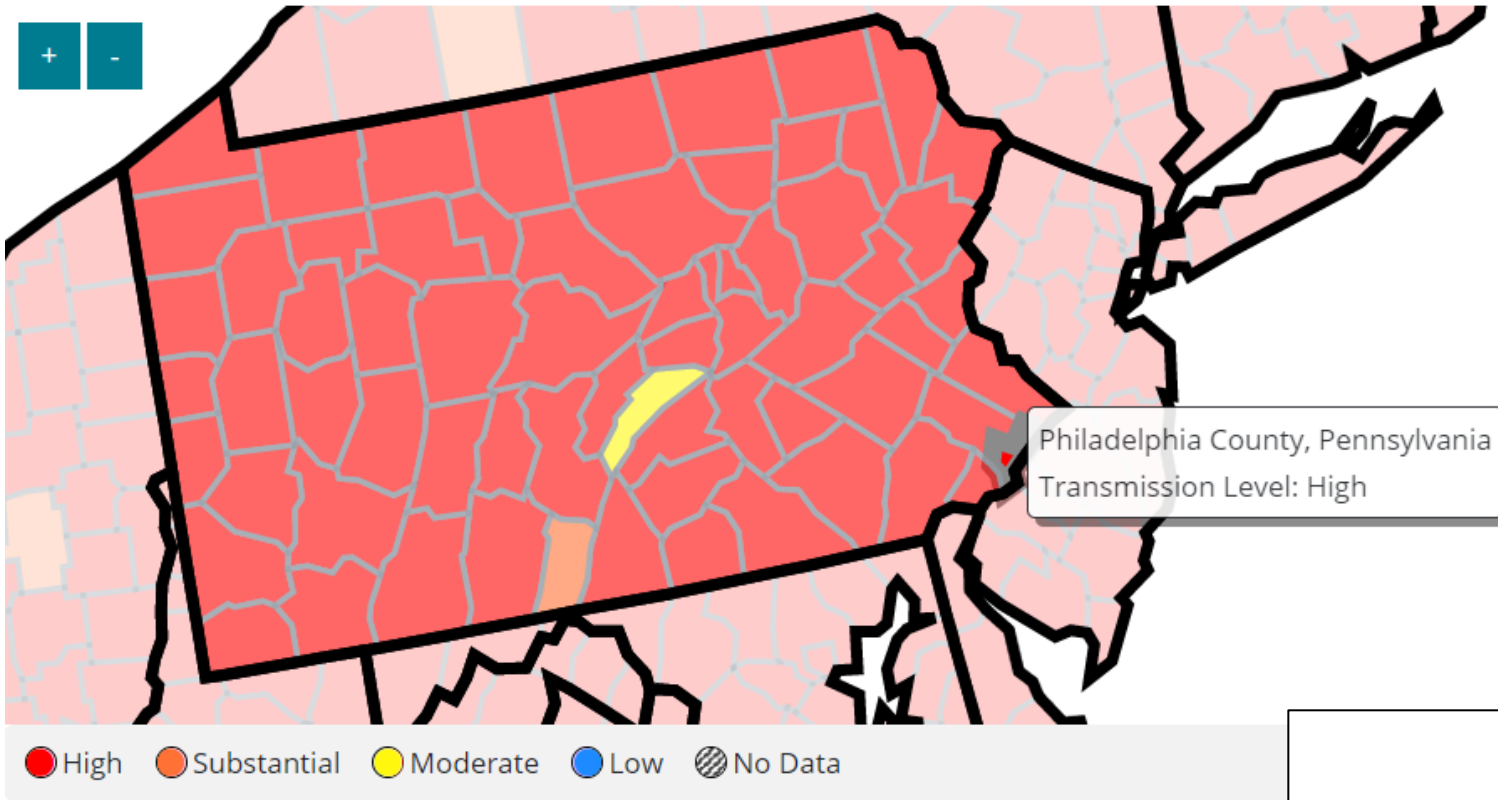 + -
Philadelphia County, Pennsylvania
Transmission Level: High
High Substantial Moderate Low No Data